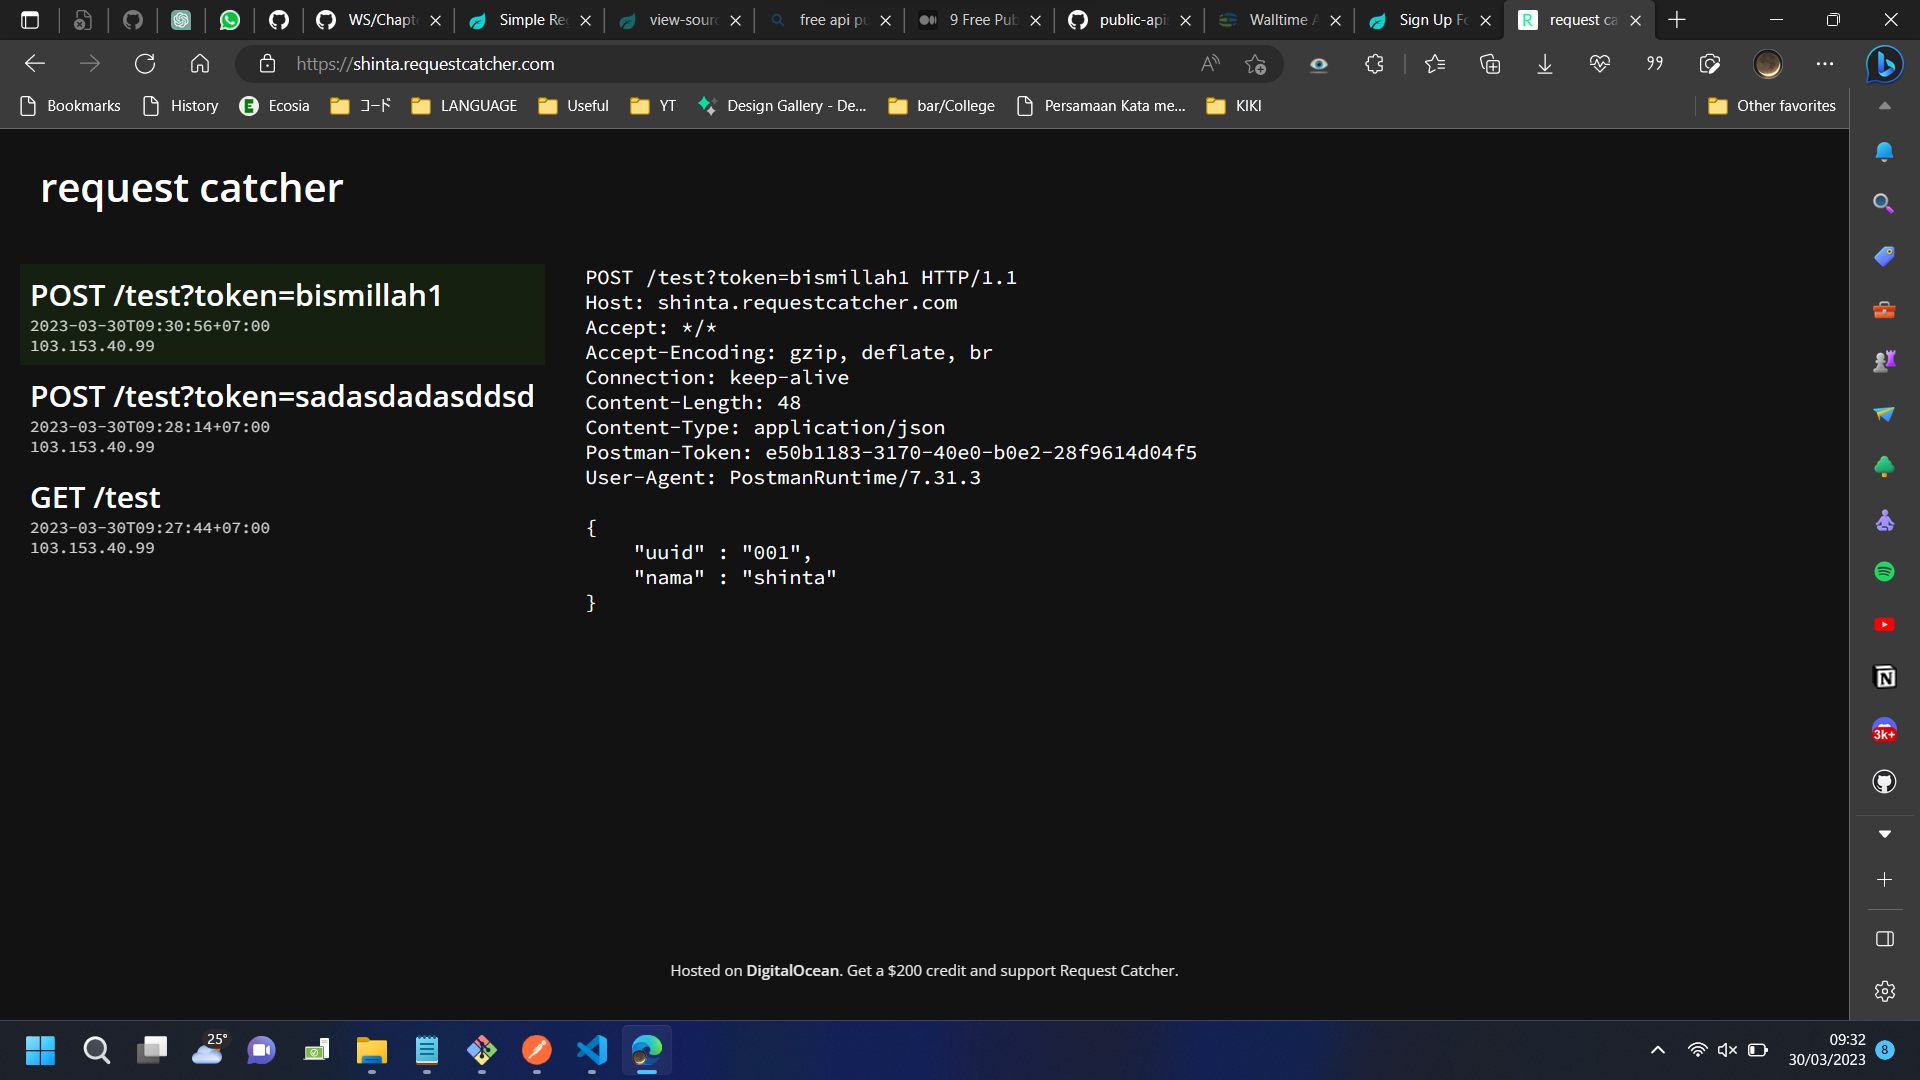 WS/Chapt
Simple Re
view-sour
free api pu
9 Free Pub
public-apis
Walltime A
Sign Up Fo
request ca
https://shinta.requestcatcher.com
Bookmarks
History
Ecosia
コード
LANGUAGE
Useful
YT
Design Gallery - De...
bar/College
Persamaan Kata me...
KIKI
Other favorites
request catcher
POST /test?token=bismillah1
2023-03-30T09:30:56+07:00
103.153.40.99
POST /test?token=sadasdadasddsd
2023-03-30T09:28:14+07:00
103.153.40.99
GET /test
2023-03-30T09:27:44+07:00
103.153.40.99
POST /test?token=bismillah1 HTTP/1.1
Host: shinta.requestcatcher.com
Accept: */*
Accept-Encoding: gzip, deflate, br
Connection: keep-alive
Content-Length: 48
Content-Type: application/json
Postman-Token: e50b1183-3170-40e0-b0e2-28f9614d04f5
User-Agent: PostmanRuntime/7.31.3
{
"uuid" : "001",
"nama" : "shinta"
}
Hosted on DigitalOcean. Get a $200 credit and support Request Catcher.
3k+
25°
09:32
30/03/2023
8